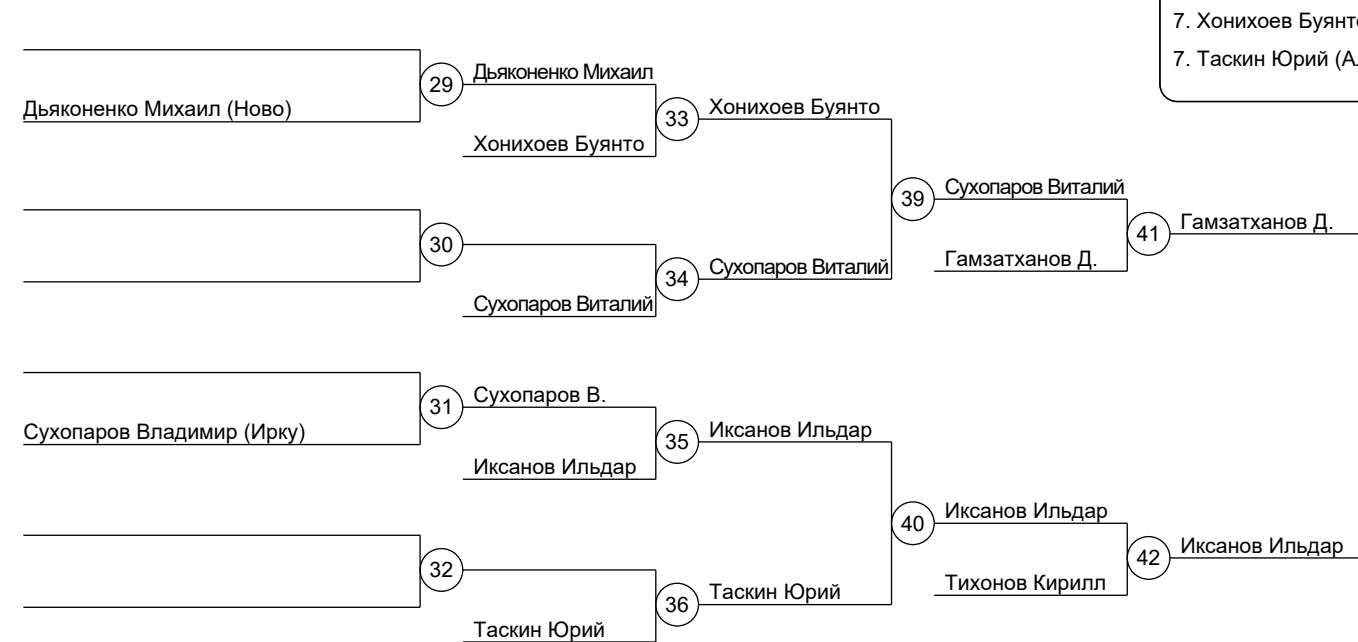 7. Хонихоев Буянто
7. Таскин Юрий (А
29 Дьяконенко Михаил
Дьяконенко Михаил (Ново)
33 Хонихоев Буянто
Хонихоев Буянто
39 Сухопаров Виталий
41 Гамзатханов Д.
30
Гамзатханов Д.
34 Сухопаров Виталий
Сухопаров Виталий
31 Сухопаров В.
Сухопаров Владимир (Ирку)
35 Иксанов Ильдар
Иксанов Ильдар
40 Иксанов Ильдар
42 Иксанов Ильдар
32
Тихонов Кирилл
36 Таскин Юрий
Таскин Юрий